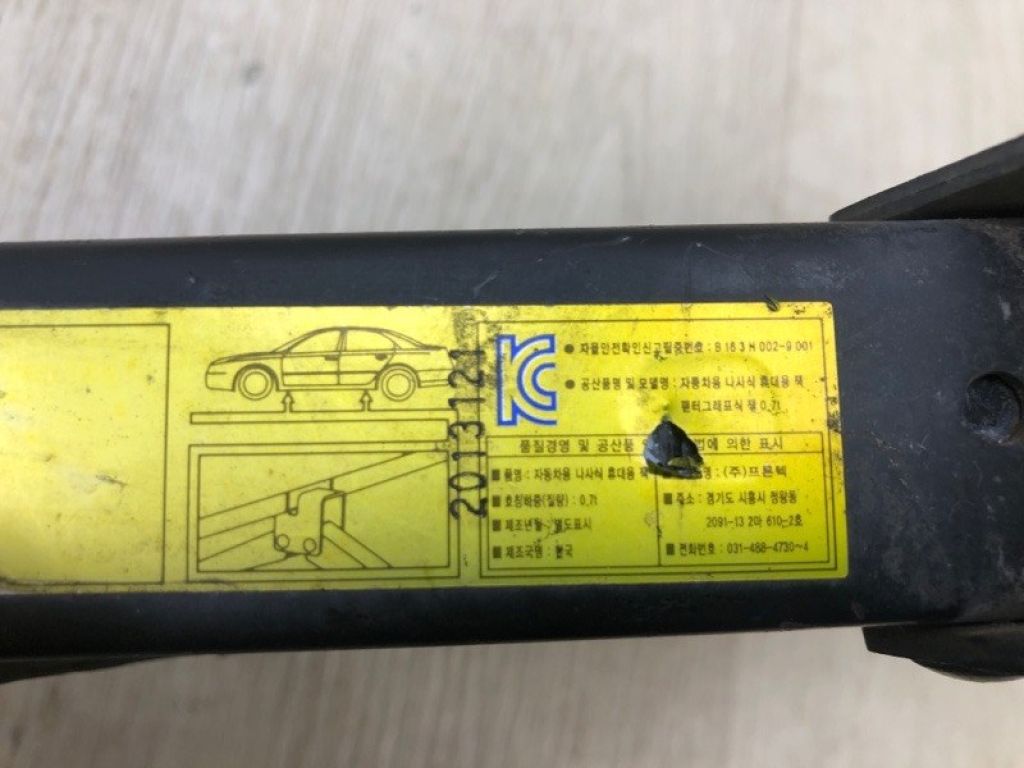 20131121
KC
● 자율안전확인신고필증번호 : B 16 3 H 002-9 001
● 공산품명 및 모델명 : 자동차용 나사식 휴대용 잭
팬터그래프식 잭 0.7t
품질경영 및 공산품 법에 의한 표시
■ 품명 : 자동차용 나사식 휴대용 잭
■ 호칭하중(질량) : 0.7t
■ 제조년월 : 별도표시
■ 제조국명 : 한국
명 : (주)프론텍
■ 주소 : 경기도 시흥시 정왕동
2091-13 2마 610-2호
■ 전화번호 : 031-488-4730~4